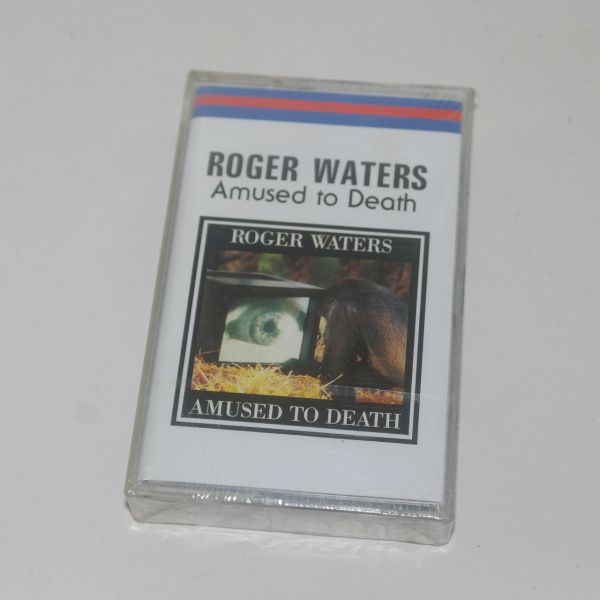 ROGER WATERS
Amused to Death
ROGER WATERS
AMUSED TO DEATH